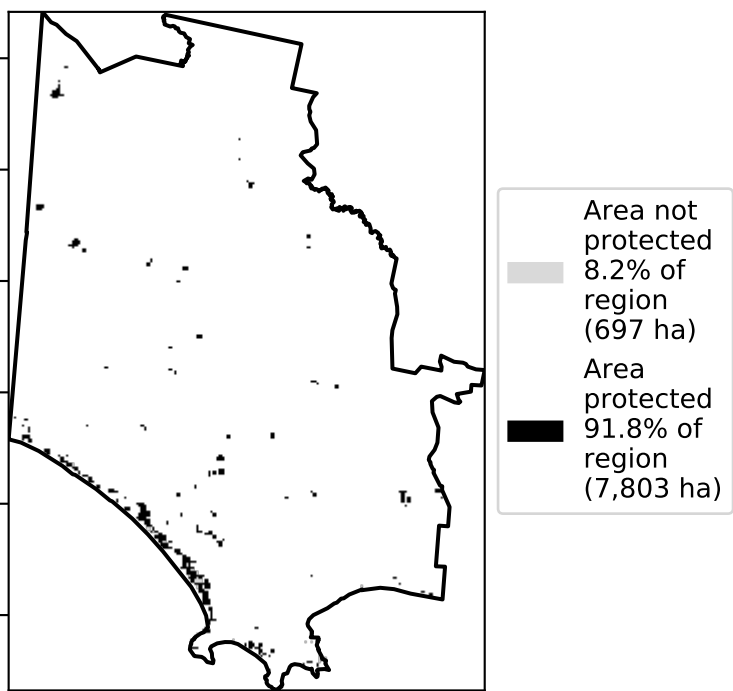 Area not
protected
8.2% of
region
(697 ha)
Area
protected
91.8% of
region
(7,803 ha)